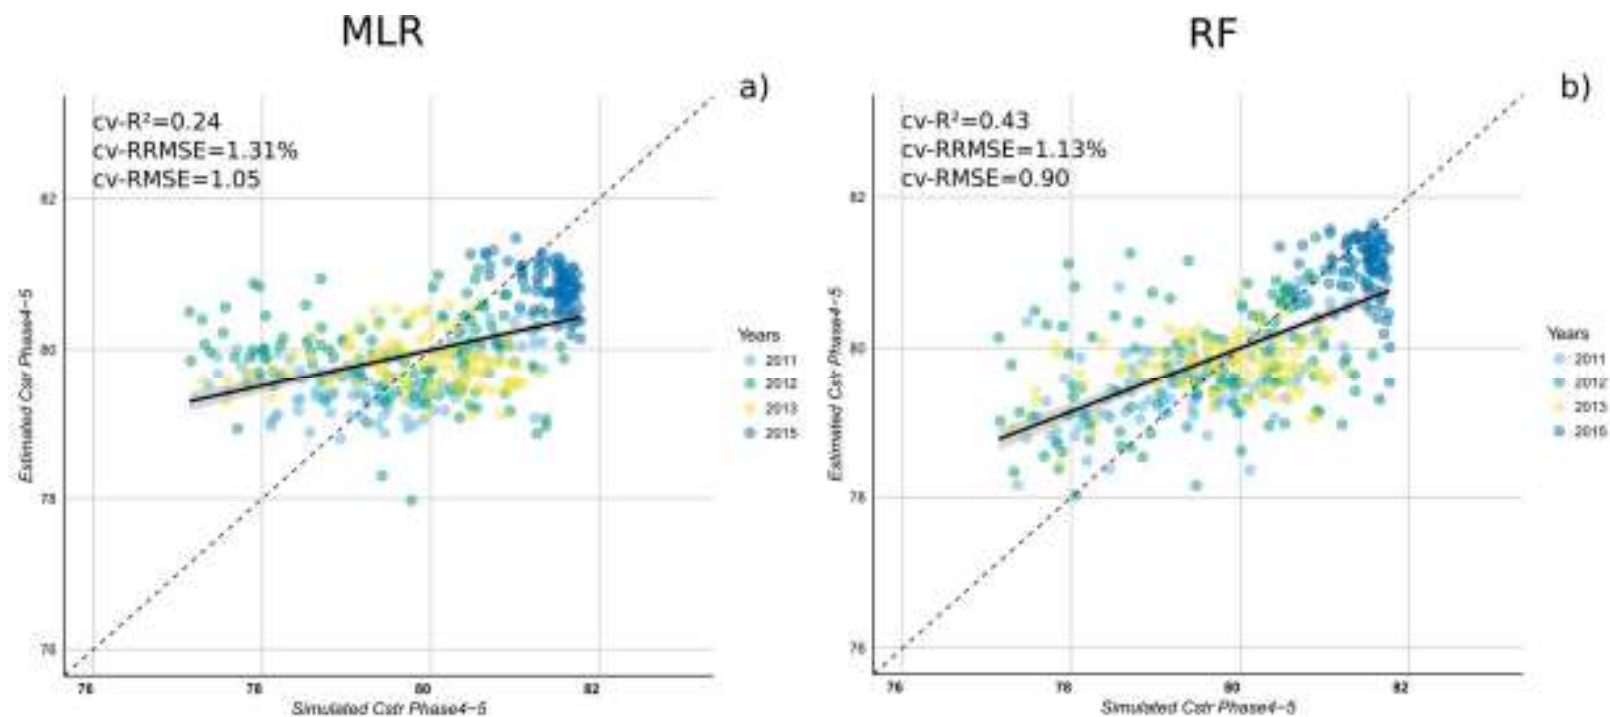 MLR
a)
cv-R²=0.24
cv-RRMSE=1.31%
cv-RMSE=1.05
82
80
78
76
76 78 80 82
Estimated Cstr Phase4-5
Simulated Cstr Phase4-5
Years
2011
2012
2013
2015
RF
b)
cv-R²=0.43
cv-RRMSE=1.13%
cv-RMSE=0.90
82
80
78
76
76 78 80 82
Estimated Cstr Phase4-5
Simulated Cstr Phase4-5
Years
2011
2012
2013
2015